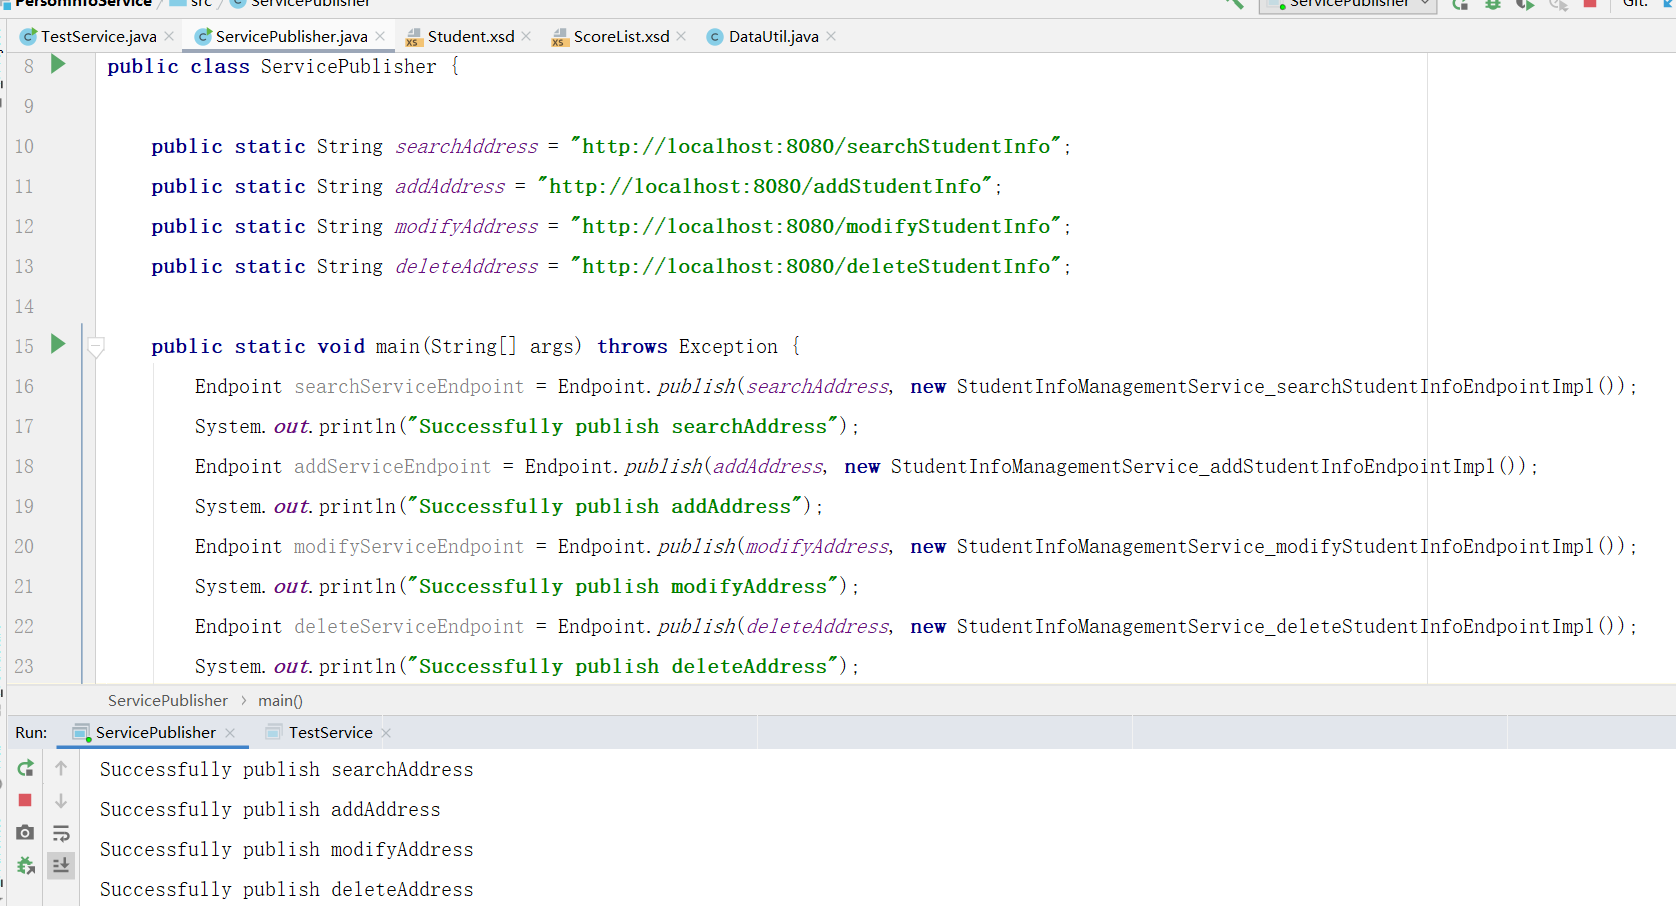 PersonInfoService / src / ServicePublisher ServicePublisher Git:
TestService.java ServicePublisher.java Student.xsd ScoreList.xsd DataUtil.java
8 public class ServicePublisher {
9
10 public static String searchAddress = "http://localhost:8080/searchStudentInfo";
11 public static String addAddress = "http://localhost:8080/addStudentInfo";
12 public static String modifyAddress = "http://localhost:8080/modifyStudentInfo";
13 public static String deleteAddress = "http://localhost:8080/deleteStudentInfo";
14
15 public static void main(String[] args) throws Exception {
16 Endpoint searchServiceEndpoint = Endpoint.publish(searchAddress, new StudentInfoManagementService_searchStudentInfoEndpointImpl());
17 System.out.println("Successfully publish searchAddress");
18 Endpoint addServiceEndpoint = Endpoint.publish(addAddress, new StudentInfoManagementService_addStudentInfoEndpointImpl());
19 System.out.println("Successfully publish addAddress");
20 Endpoint modifyServiceEndpoint = Endpoint.publish(modifyAddress, new StudentInfoManagementService_modifyStudentInfoEndpointImpl());
21 System.out.println("Successfully publish modifyAddress");
22 Endpoint deleteServiceEndpoint = Endpoint.publish(deleteAddress, new StudentInfoManagementService_deleteStudentInfoEndpointImpl());
23 System.out.println("Successfully publish deleteAddress");
ServicePublisher › main()
Run: ServicePublisher TestService
Successfully publish searchAddress
Successfully publish addAddress
Successfully publish modifyAddress
Successfully publish deleteAddress